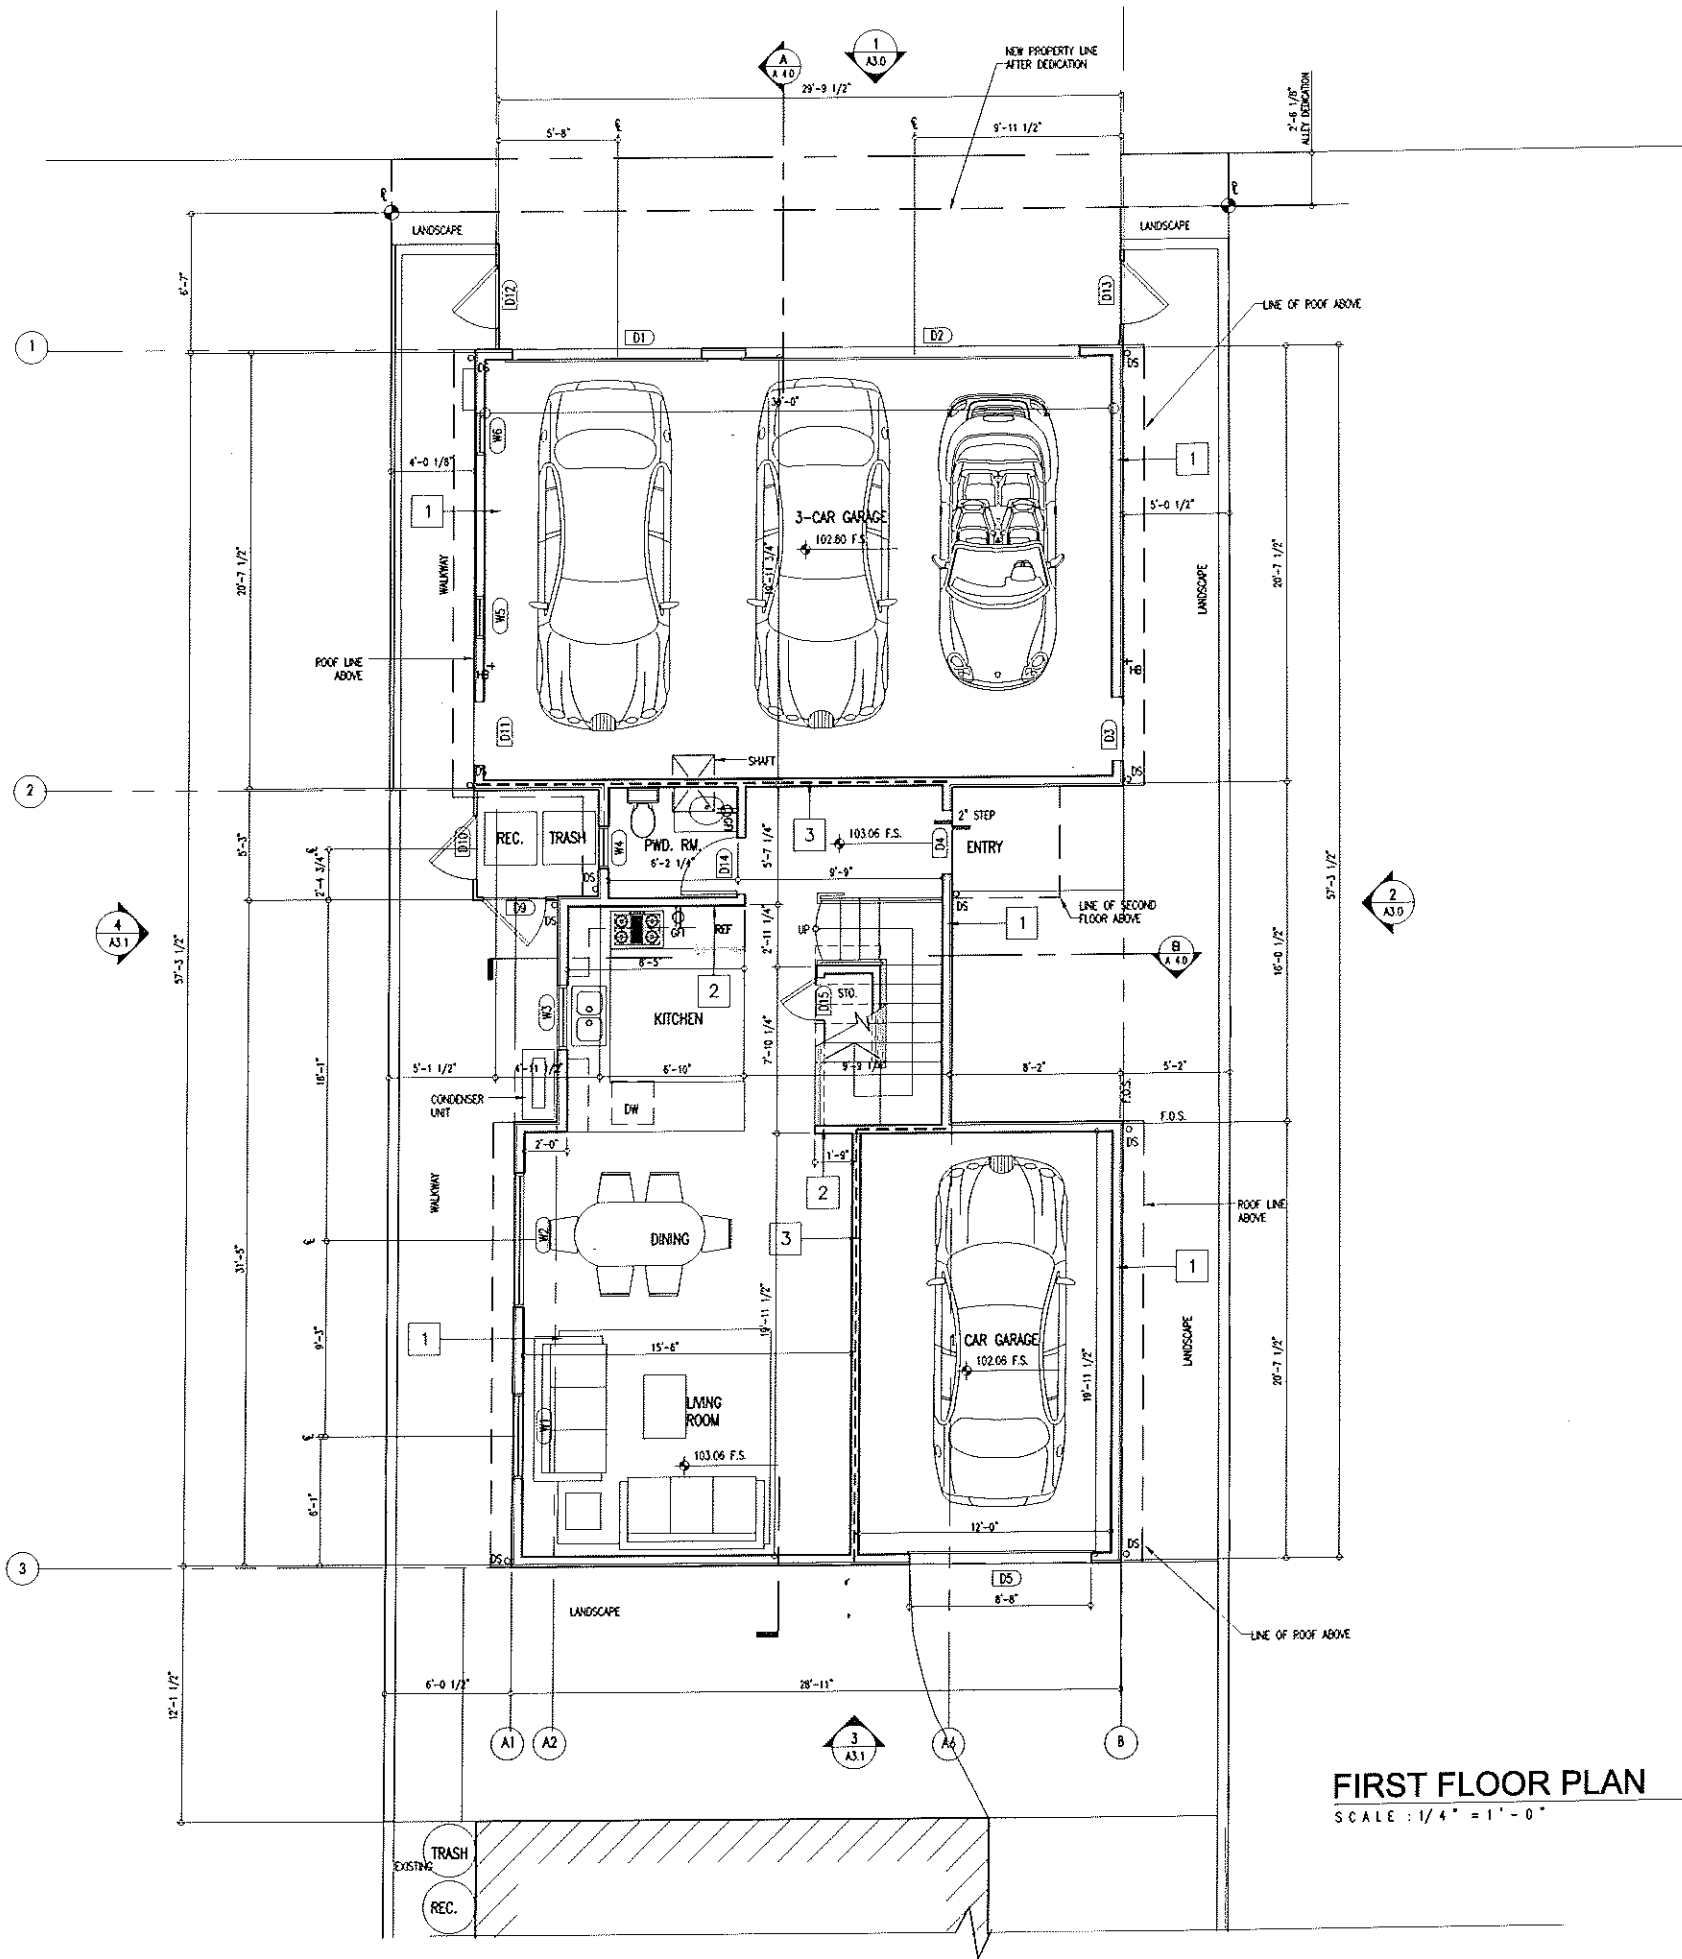 NEW PROPERTY LINE
AFTER DEDICATION
1
A3.0
A
A 4.0
29'-9 1/2"
5'-8"
9'-11 1/2"
2'-6 1/8"
ALLEY DEDICATION
LANDSCAPE
LANDSCAPE
6'-7"
D12
D13
LINE OF ROOF ABOVE
D1
D2
1
DS
DS
W6
4'-0 1/8"
1
1
5'-0 1/2"
3-CAR GARAGE
102.80 F.S.
20'-7 1/2"
WALKWAY
W5
20'-7 1/2"
LANDSCAPE
ROOF LINE
ABOVE
HB
HB
D11
D3
SHAFT
DS
DS
2
REC.
TRASH
D10
W4
PWD. RM.
6'-2 1/4"
D14
GFI
3
5'-7 1/4"
103.06 F.S.
D4
2" STEP
ENTRY
9'-9"
5'-3"
2'-4 3/4"
DS
D9
DS
DS
LINE OF SECOND
FLOOR ABOVE
4
A3.1
2
A3.0
57'-3 1/2"
57'-3 1/2"
GFI
REF
UP
1
2'-11 1/4"
B
A 4.0
16'-0 1/2"
8'-5"
2
D15
STO.
W3
KITCHEN
7'-10 1/4"
18'-1"
5'-1 1/2"
4'-11 1/2"
6'-10"
8'-2"
5'-2"
CONDENSER
UNIT
DW
F.O.S.
F.O.S.
DS
2'-0"
1'-9"
2
WALKWAY
ROOF LINE
ABOVE
W2
DINING
3
1
31'-5"
9'-3"
19'-11 1/2"
1
15'-6"
CAR GARAGE
102.06 F.S.
19'-11 1/2"
LANDSCAPE
20'-7 1/2"
LIVING
ROOM
W1
103.06 F.S.
6'-1"
12'-0"
DS
DS
3
D5
8'-8"
LANDSCAPE
LINE OF ROOF ABOVE
12'-1 1/2"
6'-0 1/2"
28'-11"
A1
A2
3
A3.1
A6
B
FIRST FLOOR PLAN
SCALE : 1/4" = 1'-0"
EXISTING
TRASH
REC.